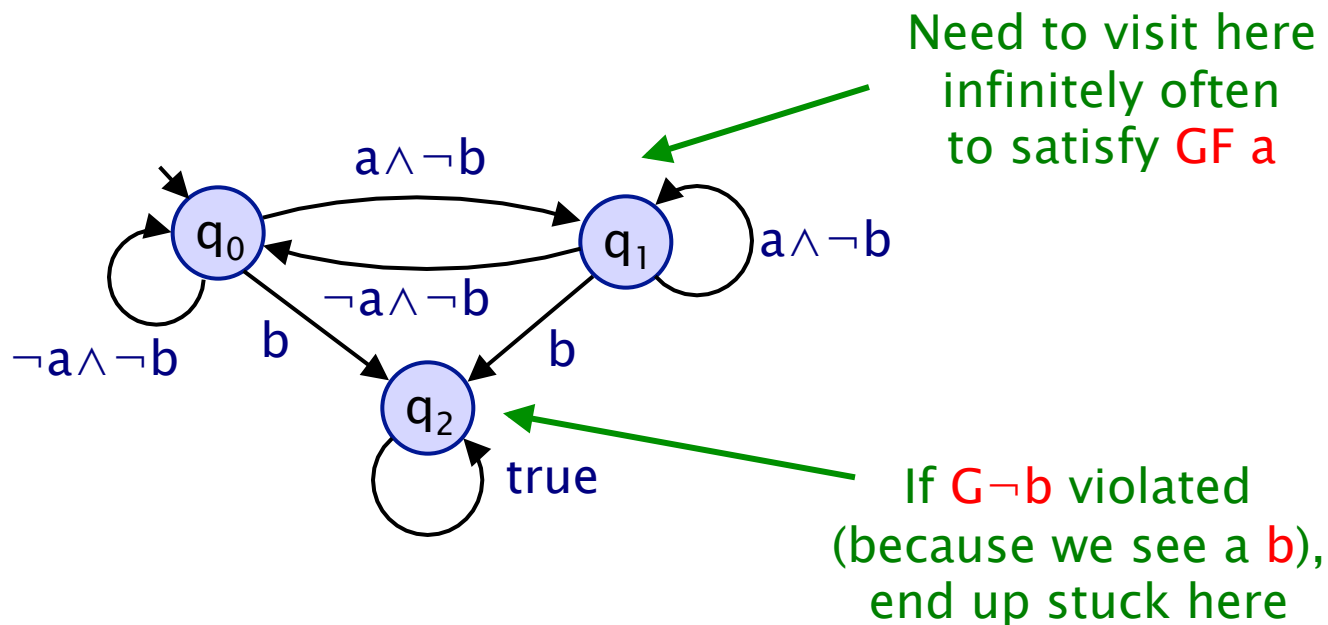 Need to visit here
infinitely often
to satisfy GF a
a∧¬b
q₀
q₁
a∧¬b
¬a∧¬b
b
b
¬a∧¬b
q₂
true
If G¬b violated
(because we see a b),
end up stuck here